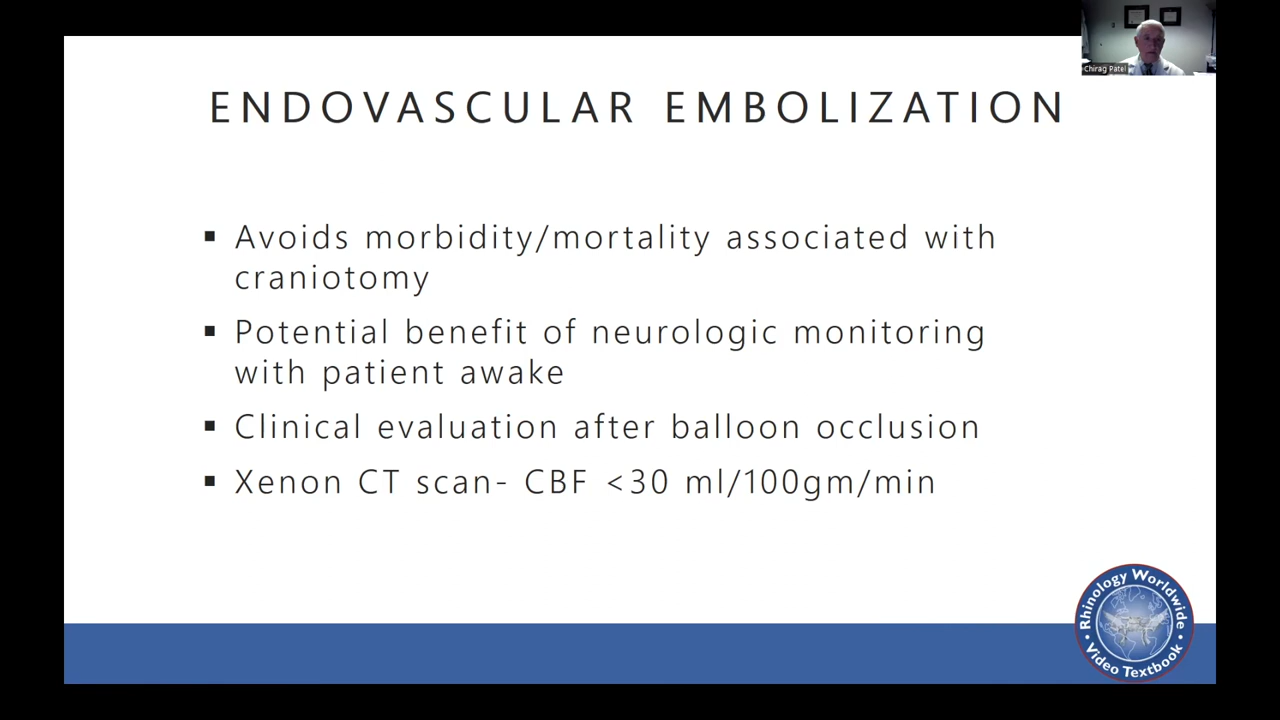 Chirag Patel
ENDOVASCULAR EMBOLIZATION
▪ Avoids morbidity/mortality associated with
craniotomy
▪ Potential benefit of neurologic monitoring
with patient awake
▪ Clinical evaluation after balloon occlusion
▪ Xenon CT scan- CBF <30 ml/100gm/min
Rhinology Worldwide
• Video Textbook •